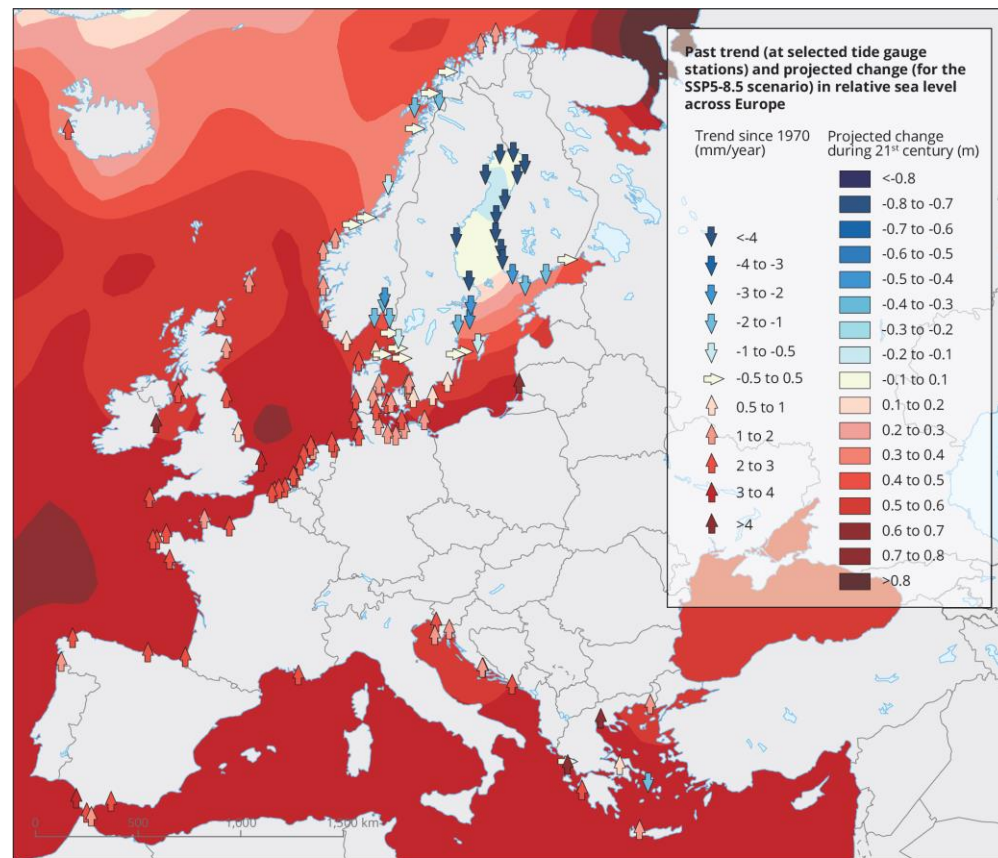 Past trend (at selected tide gauge
stations) and projected change (for the
SSP5-8.5 scenario) in relative sea level
across Europe
Trend since 1970
(mm/year)
<-4
-4 to -3
-3 to -2
-2 to -1
-1 to -0.5
-0.5 to 0.5
0.5 to 1
1 to 2
2 to 3
3 to 4
>4
Projected change
during 21st century (m)
<-0.8
-0.8 to -0.7
-0.7 to -0.6
-0.6 to -0.5
-0.5 to -0.4
-0.4 to -0.3
-0.3 to -0.2
-0.2 to -0.1
-0.1 to 0.1
0.1 to 0.2
0.2 to 0.3
0.3 to 0.4
0.4 to 0.5
0.5 to 0.6
0.6 to 0.7
0.7 to 0.8
>0.8
0 500 1,000 1,500 km